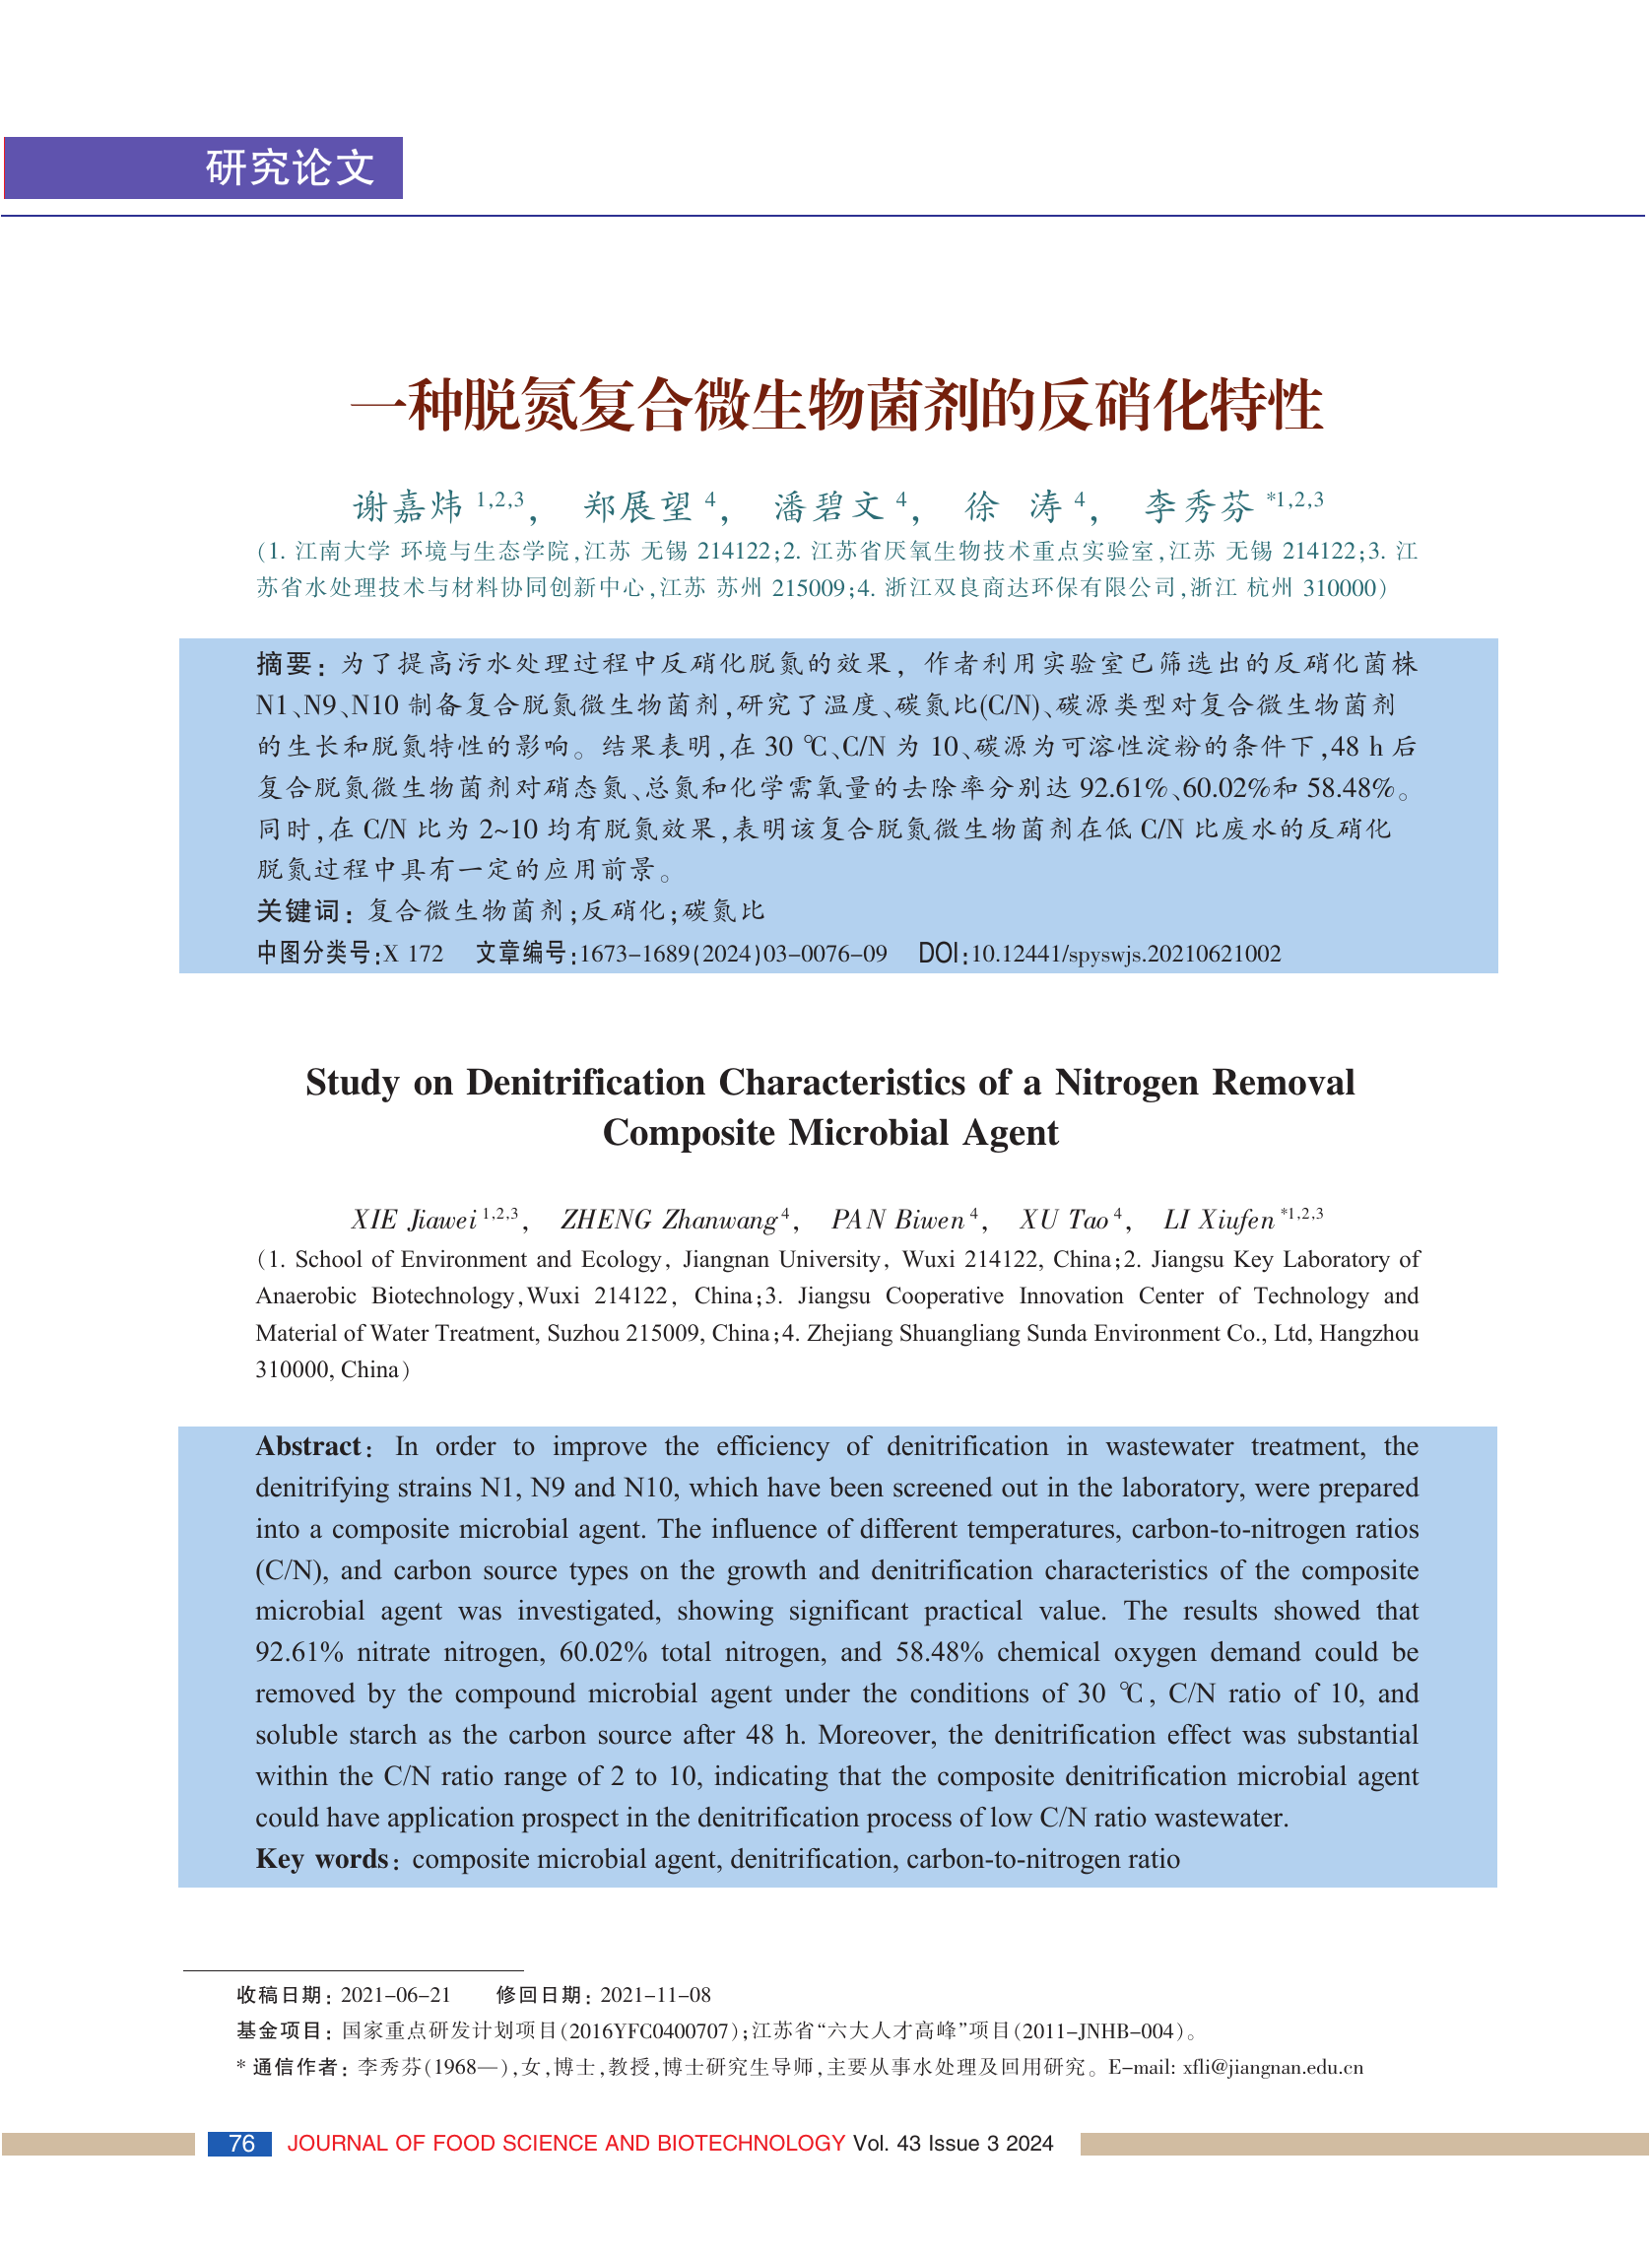 研究论文
一种脱氮复合微生物菌剂的反硝化特性
谢嘉炜 1,2,3， 郑展望 4， 潘碧文 4， 徐 涛 4， 李秀芬 *1,2,3
(1. 江南大学 环境与生态学院,江苏 无锡 214122;2. 江苏省厌氧生物技术重点实验室,江苏 无锡 214122;3. 江
苏省水处理技术与材料协同创新中心,江苏 苏州 215009;4. 浙江双良商达环保有限公司,浙江 杭州 310000)
摘要：为了提高污水处理过程中反硝化脱氮的效果，作者利用实验室已筛选出的反硝化菌株
N1、N9、N10 制备复合脱氮微生物菌剂,研究了温度、碳氮比(C/N)、碳源类型对复合微生物菌剂
的生长和脱氮特性的影响。结果表明,在 30 ℃、C/N 为 10、碳源为可溶性淀粉的条件下,48 h 后
复合脱氮微生物菌剂对硝态氮、总氮和化学需氧量的去除率分别达 92.61%、60.02%和 58.48%。
同时,在 C/N 比为 2~10 均有脱氮效果,表明该复合脱氮微生物菌剂在低 C/N 比废水的反硝化
脱氮过程中具有一定的应用前景。
关键词：复合微生物菌剂;反硝化;碳氮比
中图分类号:X 172 文章编号:1673-1689(2024)03-0076-09 DOI:10.12441/spyswjs.20210621002
Study on Denitrification Characteristics of a Nitrogen Removal
Composite Microbial Agent
XIE Jiawei 1,2,3, ZHENG Zhanwang 4, PAN Biwen 4, XU Tao 4, LI Xiufen *1,2,3
(1. School of Environment and Ecology, Jiangnan University, Wuxi 214122, China;2. Jiangsu Key Laboratory of
Anaerobic Biotechnology,Wuxi 214122, China;3. Jiangsu Cooperative Innovation Center of Technology and
Material of Water Treatment, Suzhou 215009, China;4. Zhejiang Shuangliang Sunda Environment Co., Ltd, Hangzhou
310000, China)
Abstract: In order to improve the efficiency of denitrification in wastewater treatment, the
denitrifying strains N1, N9 and N10, which have been screened out in the laboratory, were prepared
into a composite microbial agent. The influence of different temperatures, carbon-to-nitrogen ratios
(C/N), and carbon source types on the growth and denitrification characteristics of the composite
microbial agent was investigated, showing significant practical value. The results showed that
92.61% nitrate nitrogen, 60.02% total nitrogen, and 58.48% chemical oxygen demand could be
removed by the compound microbial agent under the conditions of 30 ℃, C/N ratio of 10, and
soluble starch as the carbon source after 48 h. Moreover, the denitrification effect was substantial
within the C/N ratio range of 2 to 10, indicating that the composite denitrification microbial agent
could have application prospect in the denitrification process of low C/N ratio wastewater.
Key words: composite microbial agent, denitrification, carbon-to-nitrogen ratio
收稿日期：2021-06-21 修回日期：2021-11-08
基金项目：国家重点研发计划项目(2016YFC0400707);江苏省“六大人才高峰”项目(2011-JNHB-004)。
* 通信作者：李秀芬(1968—),女,博士,教授,博士研究生导师,主要从事水处理及回用研究。E-mail: xfli@jiangnan.edu.cn
76 JOURNAL OF FOOD SCIENCE AND BIOTECHNOLOGY Vol. 43 Issue 3 2024